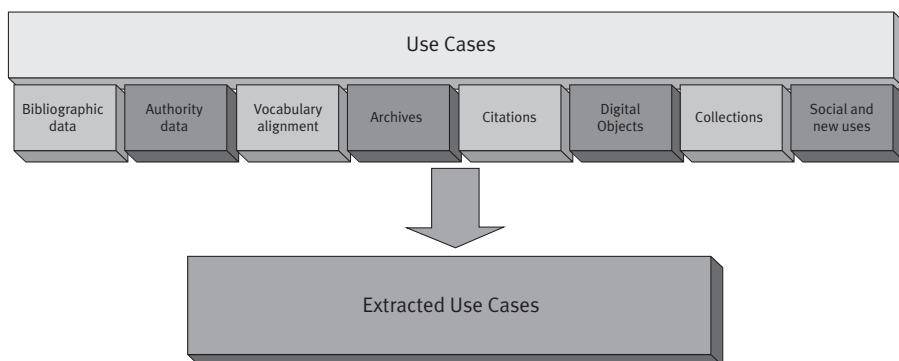 Use Cases
Bibliographic
data
Authority
data
Vocabulary
alignment
Archives
Citations
Digital
Objects
Collections
Social and
new uses
Extracted Use Cases